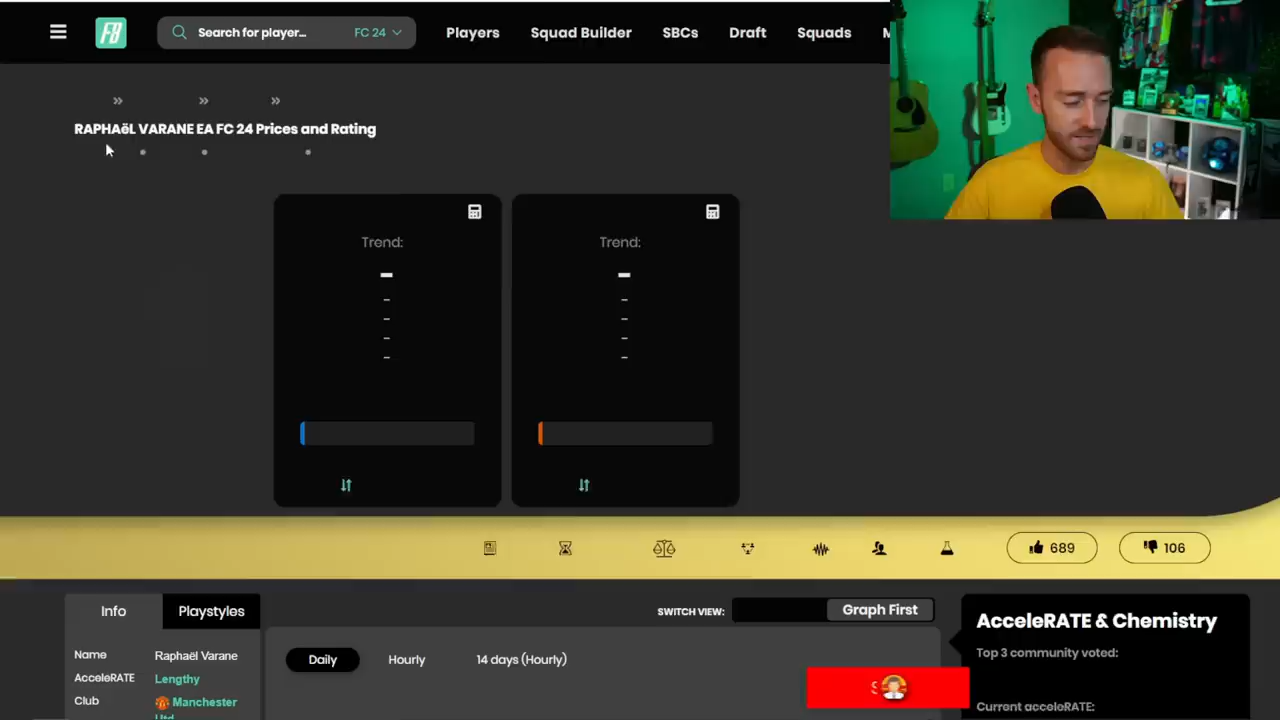 FB Search for player... FC 24 Players Squad Builder SBCs Draft Squads M
RAPHAëL VARANE EA FC 24 Prices and Rating
Trend: Trend:
689 106
Info Playstyles SWITCH VIEW: Graph First
Name Raphaël Varane
AcceleRATE Lengthy
Club Manchester
Utd
Daily Hourly 14 days (Hourly)
S
AcceleRATE & Chemistry
Top 3 community voted:
Current acceleRATE: